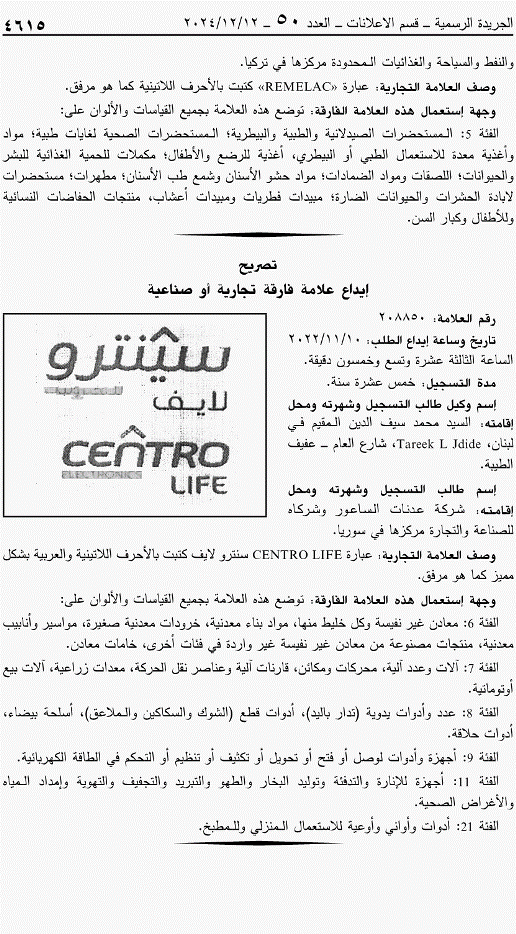 الجريدة الرسمية ــ قسم الاعلانات ــ العدد ٥٠ ــ ٢٠٢٤/١٢/١٢
٤٦١٥
والنفط والسياحة والغذائيات المحدودة مركزها في تركيا.
وصف العلامة التجارية: عبارة «REMELAC» كتبت بالأحرف اللاتينية كما هو مرفق.
وجهة إستعمال هذه العلامة الفارقة: توضع هذه العلامة بجميع القياسات والألوان على:
الفئة 5: المستحضرات الصيدلانية والطبية والبيطرية؛ المستحضرات الصحية لغايات طبية؛ مواد
وأغذية معدة للاستعمال الطبي أو البيطري، أغذية للرضع والأطفال؛ مكملات للحمية الغذائية للبشر
والحيوانات؛ اللصقات ومواد الضمادات؛ مواد حشو الأسنان وشمع طب الأسنان؛ مطهرات؛ مستحضرات
لابادة الحشرات والحيوانات الضارة؛ مبيدات فطريات ومبيدات أعشاب، منتجات الحفاضات النسائية
وللأطفال وكبار السن.
تصريح
إيداع علامة فارقة تجارية أو صناعية
رقم العلامة: ٢٠٨٨٥٠
تاريخ وساعة إيداع الطلب: ٢٠٢٢/١١/١٠
الساعة الثالثة عشرة وتسع وخمسون دقيقة.
مدة التسجيل: خمس عشرة سنة.
إسم وكيل طالب التسجيل وشهرته ومحل
إقامته: السيد محمد سيف الدين المقيم في
لبنان، Tareek L Jdide، شارع العام ــ عفيف
الطيبة.
إسم طالب التسجيل وشهرته ومحل
إقامته: شركة عدنات الساعور وشركاه
للصناعة والتجارة مركزها في سوريا.
سينترو
لايف
CENTRO
ELECTRONICS
LIFE
وصف العلامة التجارية: عبارة CENTRO LIFE سنترو لايف كتبت بالأحرف اللاتينية والعربية بشكل
مميز كما هو مرفق.
وجهة إستعمال هذه العلامة الفارقة: توضع هذه العلامة بجميع القياسات والألوان على:
الفئة 6: معادن غير نفيسة وكل خليط منها، مواد بناء معدنية، خردوات معدنية صغيرة، مواسير وأنابيب
معدنية، منتجات مصنوعة من معادن غير نفيسة غير واردة في فئات أخرى، خامات معادن.
الفئة 7: آلات وعدد آلية، محركات ومكائن، قارنات آلية وعناصر نقل الحركة، معدات زراعية، آلات بيع
أوتومانية.
الفئة 8: عدد وأدوات يدوية (تدار باليد)، أدوات قطع (الشوك والسكاكين والملاعق)، أسلحة بيضاء،
أدوات حلاقة.
الفئة 9: أجهزة وأدوات لوصل أو فتح أو تحويل أو تكثيف أو تنظيم أو التحكم في الطاقة الكهربائية.
الفئة 11: أجهزة للإنارة والتدفئة وتوليد البخار والطهو والتبريد والتجفيف والتهوية وإمداد المياه
والأغراض الصحية.
الفئة 21: أدوات وأواني وأوعية للاستعمال المنزلي وللمطبخ.